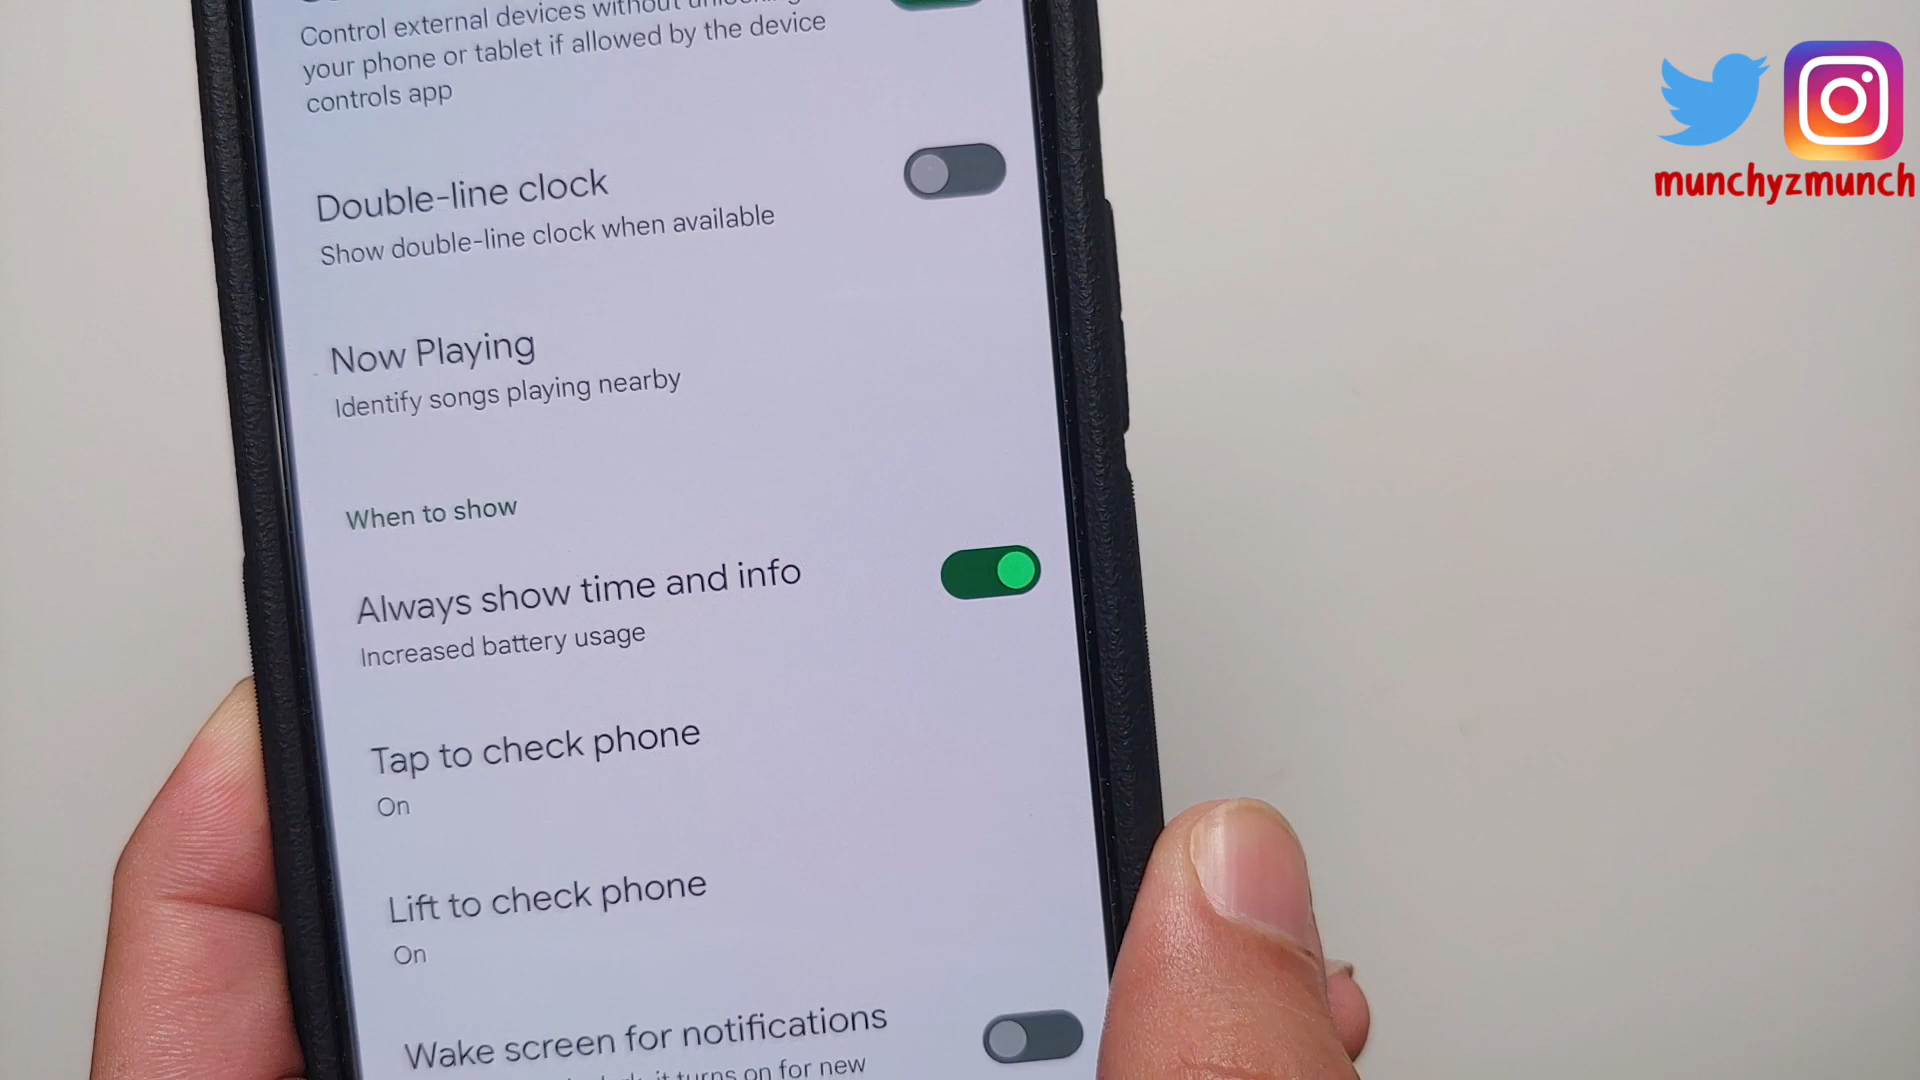 Control external devices without
your phone or tablet if allowed by the device
controls app
Double-line clock
Show double-line clock when available
Now Playing
Identify songs playing nearby
When to show
Always show time and info
Increased battery usage
Tap to check phone
On
Lift to check phone
On
Wake screen for notifications
it turns on for new
munchyzmunch